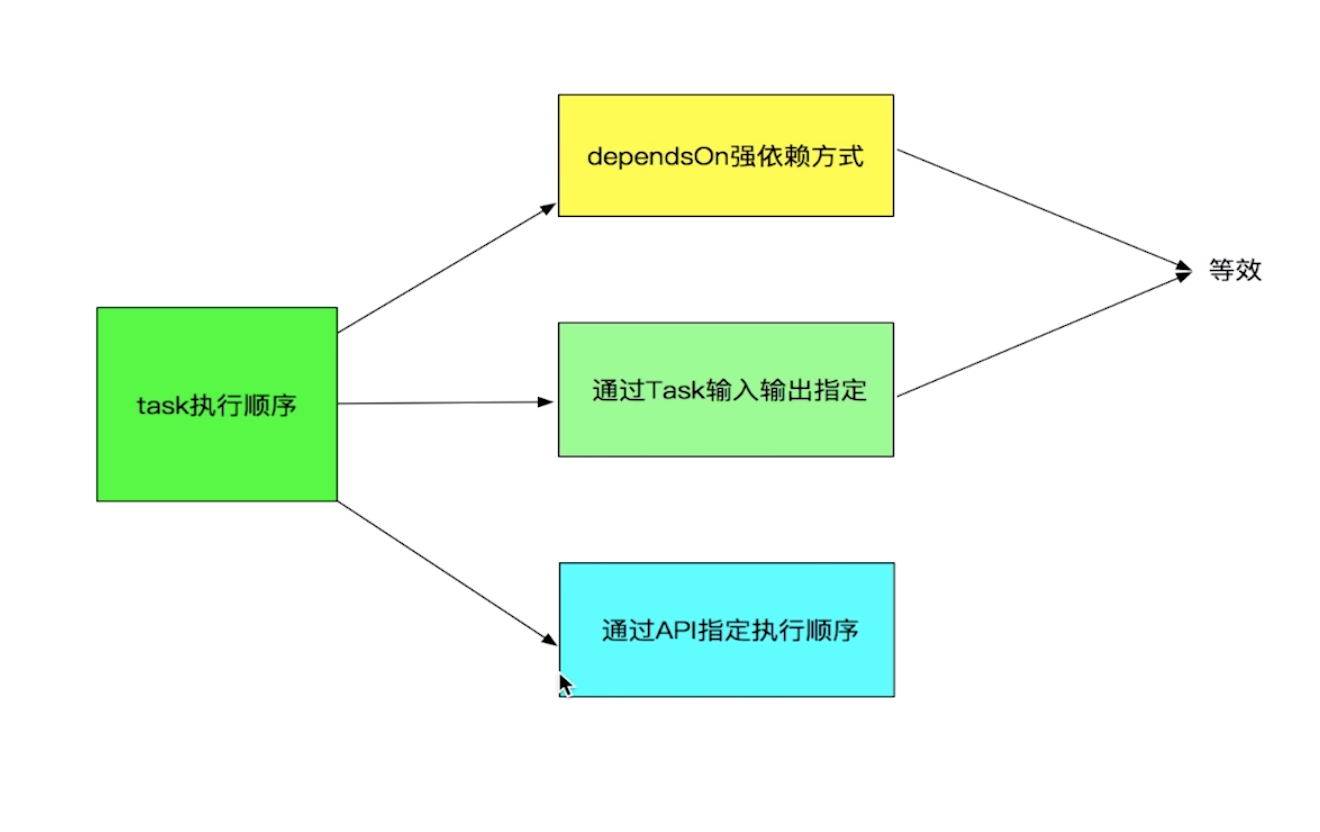 dependsOn强依赖方式
等效
通过Task输入输出指定
task执行顺序
通过API指定执行顺序